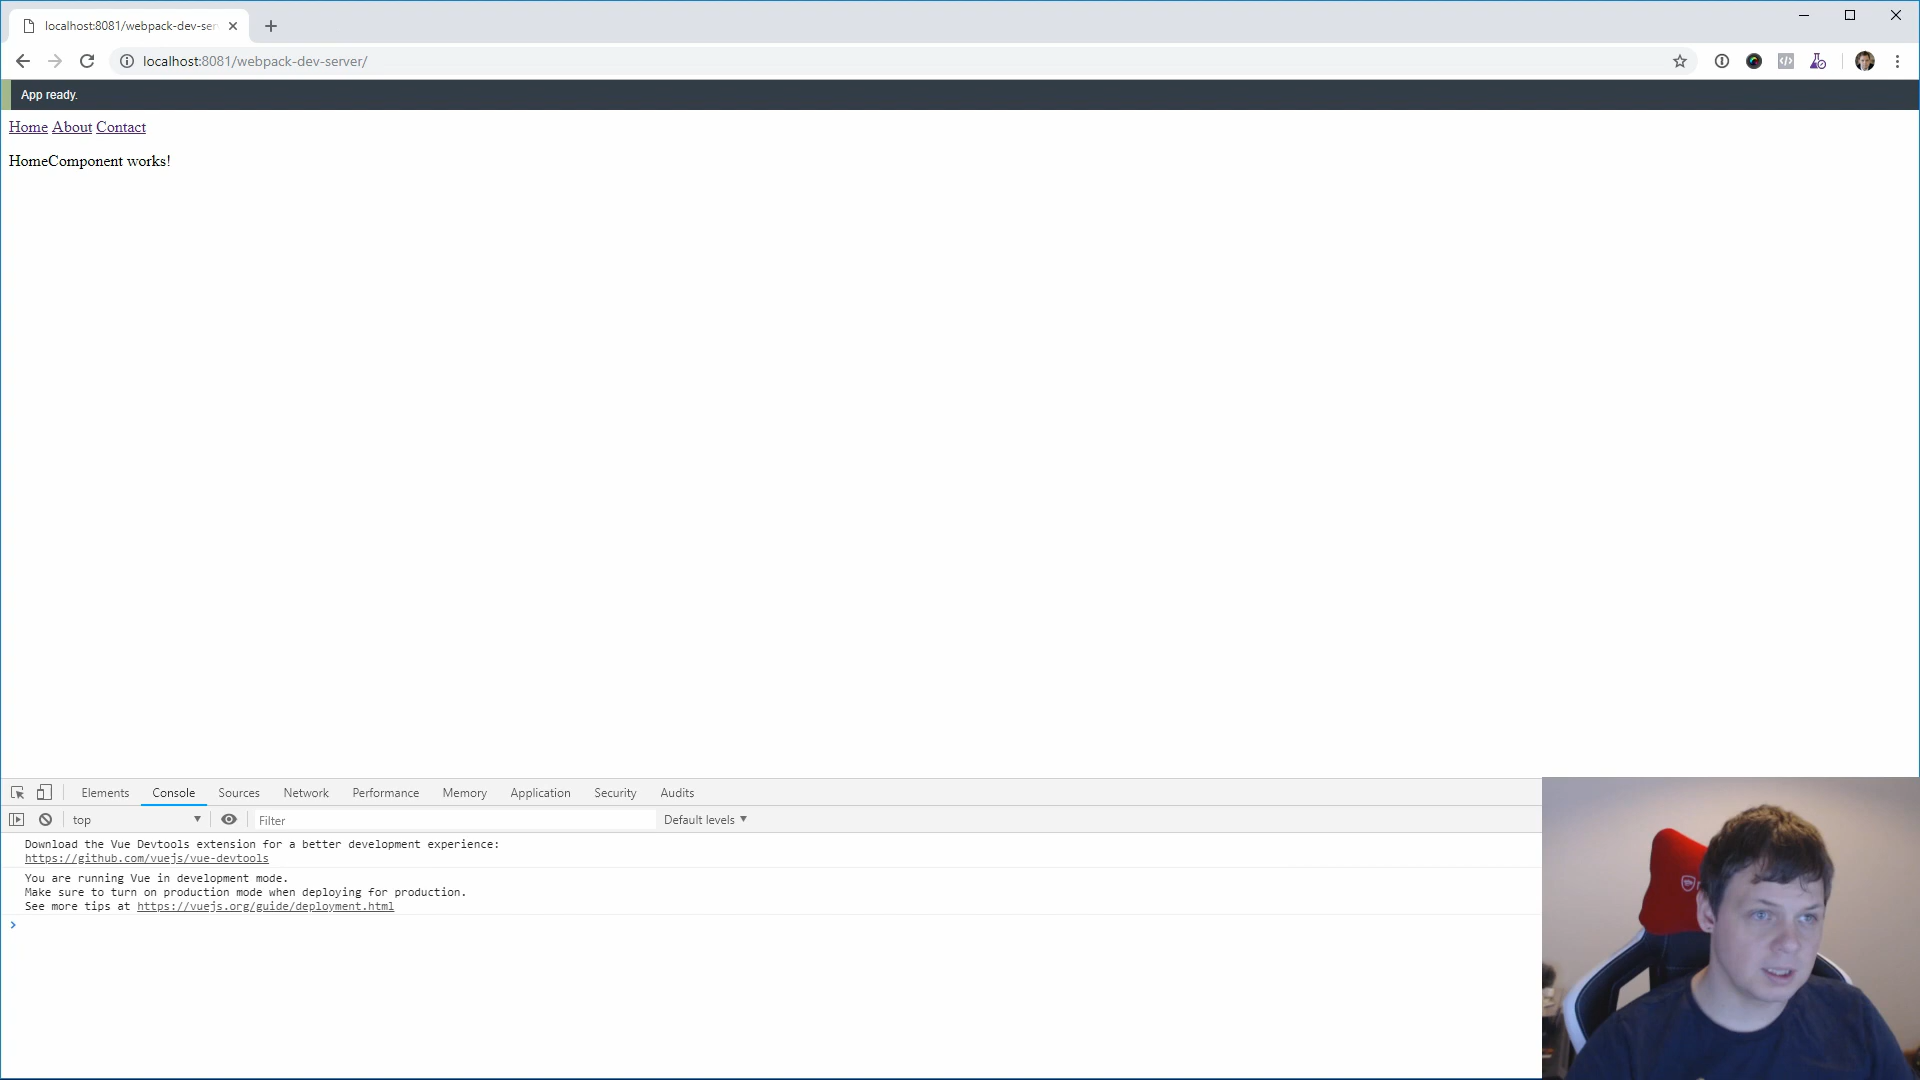 localhost:8081/webpack-dev-ser
localhost:8081/webpack-dev-server/
App ready.
Home About Contact
HomeComponent works!
Elements Console Sources Network Performance Memory Application Security Audits
top Filter Default levels
Download the Vue Devtools extension for a better development experience:
https://github.com/vuejs/vue-devtools
You are running Vue in development mode.
Make sure to turn on production mode when deploying for production.
See more tips at https://vuejs.org/guide/deployment.html